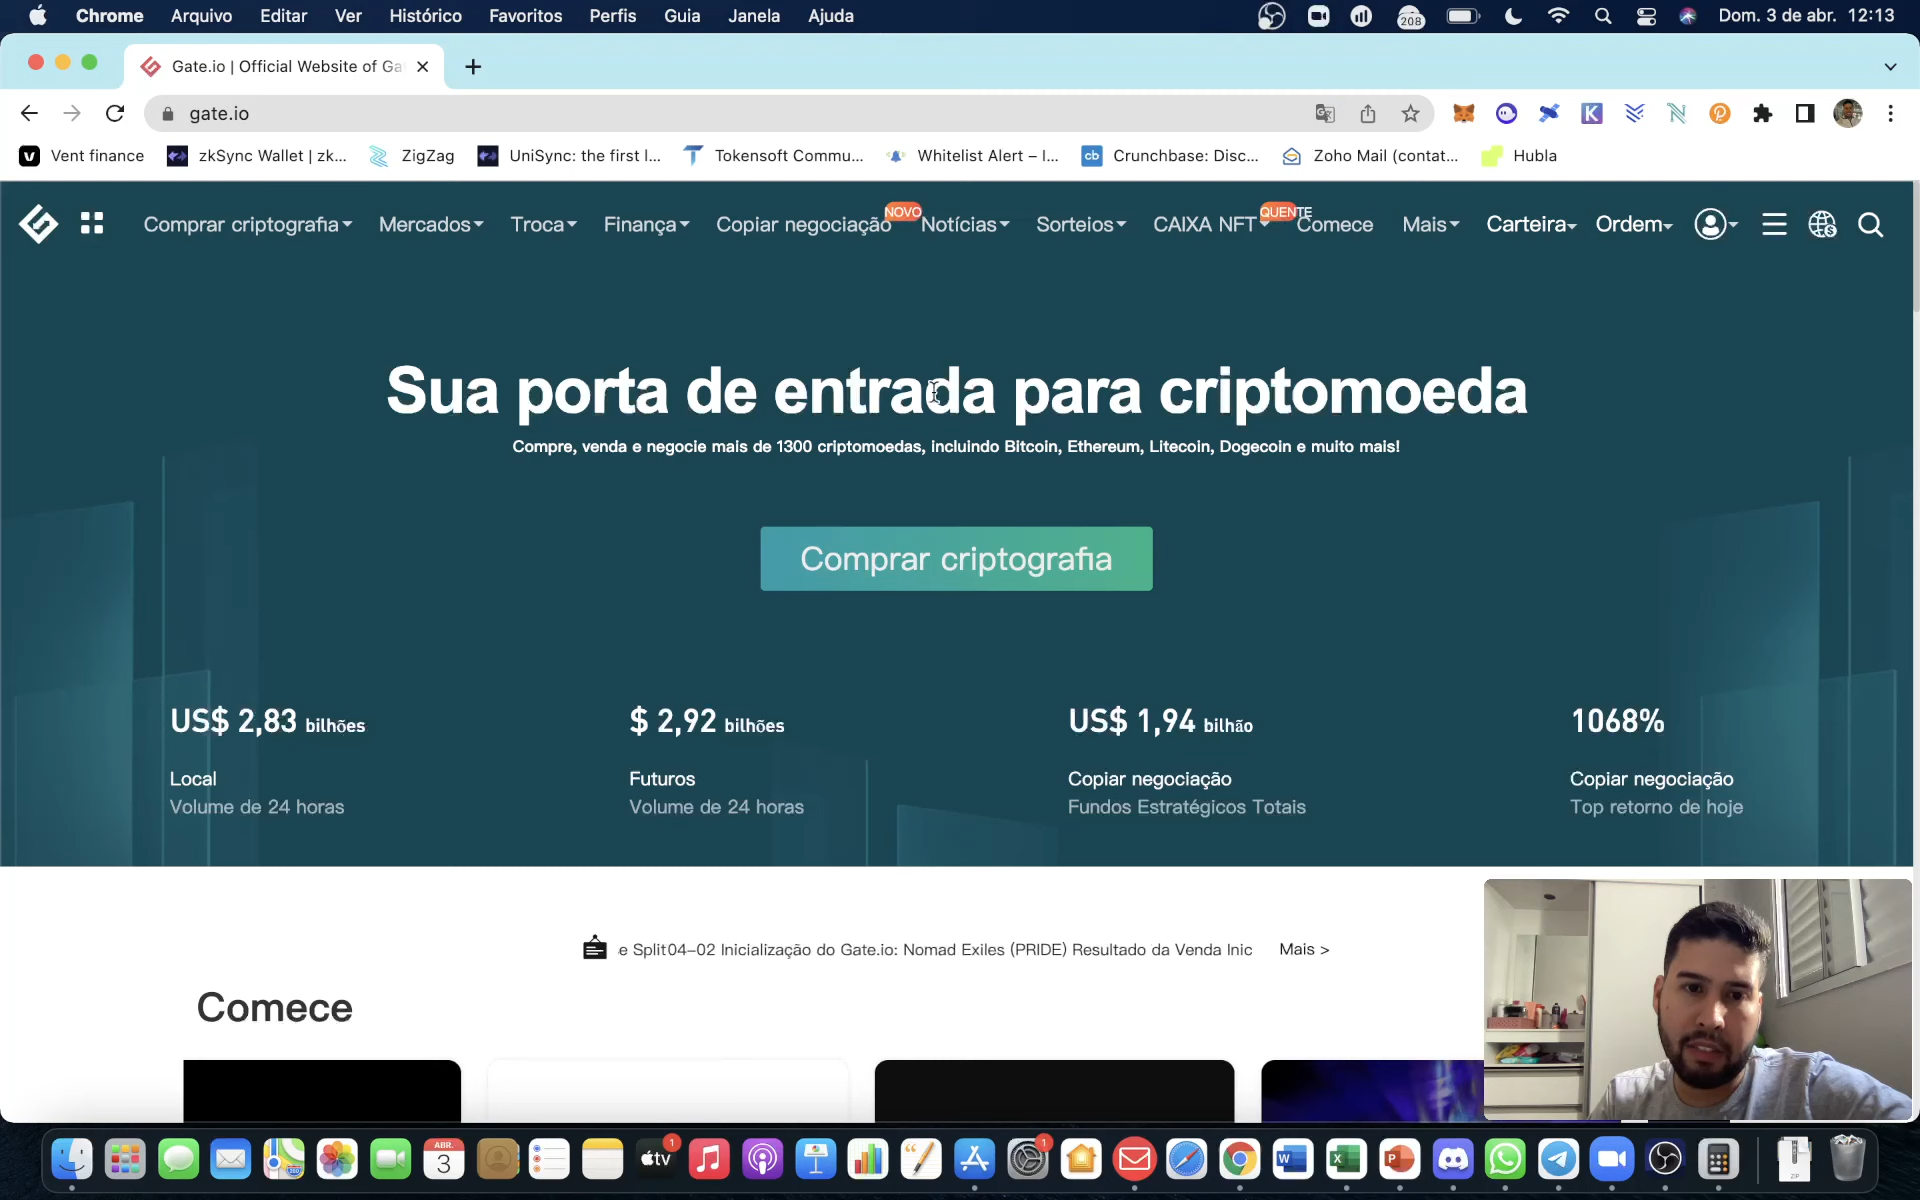 Chrome Arquivo Editar Ver Histórico Favoritos Perfis Guia Janela Ajuda 208 Dom. 3 de abr. 12:13
Gate.io | Official Website of Ga
gate.io
Vent finance zkSync Wallet | zk... ZigZag UniSync: the first I... Tokensoft Commu... Whitelist Alert – I... cb Crunchbase: Disc... Zoho Mail (contat... Hubla
Comprar criptografia Mercados Troca Finança Copiar negociação NOVO Notícias Sorteios CAIXA NFT QUENTE Comece Mais Carteira Ordem
Sua porta de entrada para criptomoeda
Compre, venda e negocie mais de 1300 criptomoedas, incluindo Bitcoin, Ethereum, Litecoin, Dogecoin e muito mais!
Comprar criptografia
US$ 2,83 bilhões $ 2,92 bilhões US$ 1,94 bilhão 1068%
Local Futuros Copiar negociação Copiar negociação
Volume de 24 horas Volume de 24 horas Fundos Estratégicos Totais Top retorno de hoje
e Split04-02 Inicialização do Gate.io: Nomad Exiles (PRIDE) Resultado da Venda Inic Mais >
Comece
ABR.
3
tv
1
1
ZIP